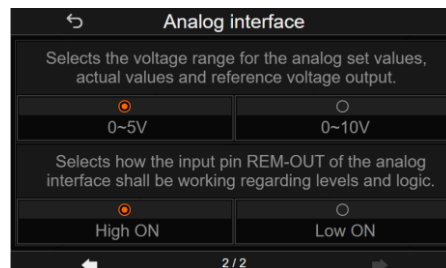 Analog interface
Selects the voltage range for the analog set values,
actual values and reference voltage output.
0~5V
0~10V
Selects how the input pin REM-OUT of the analog
interface shall be working regarding levels and logic.
High ON
Low ON
2 / 2